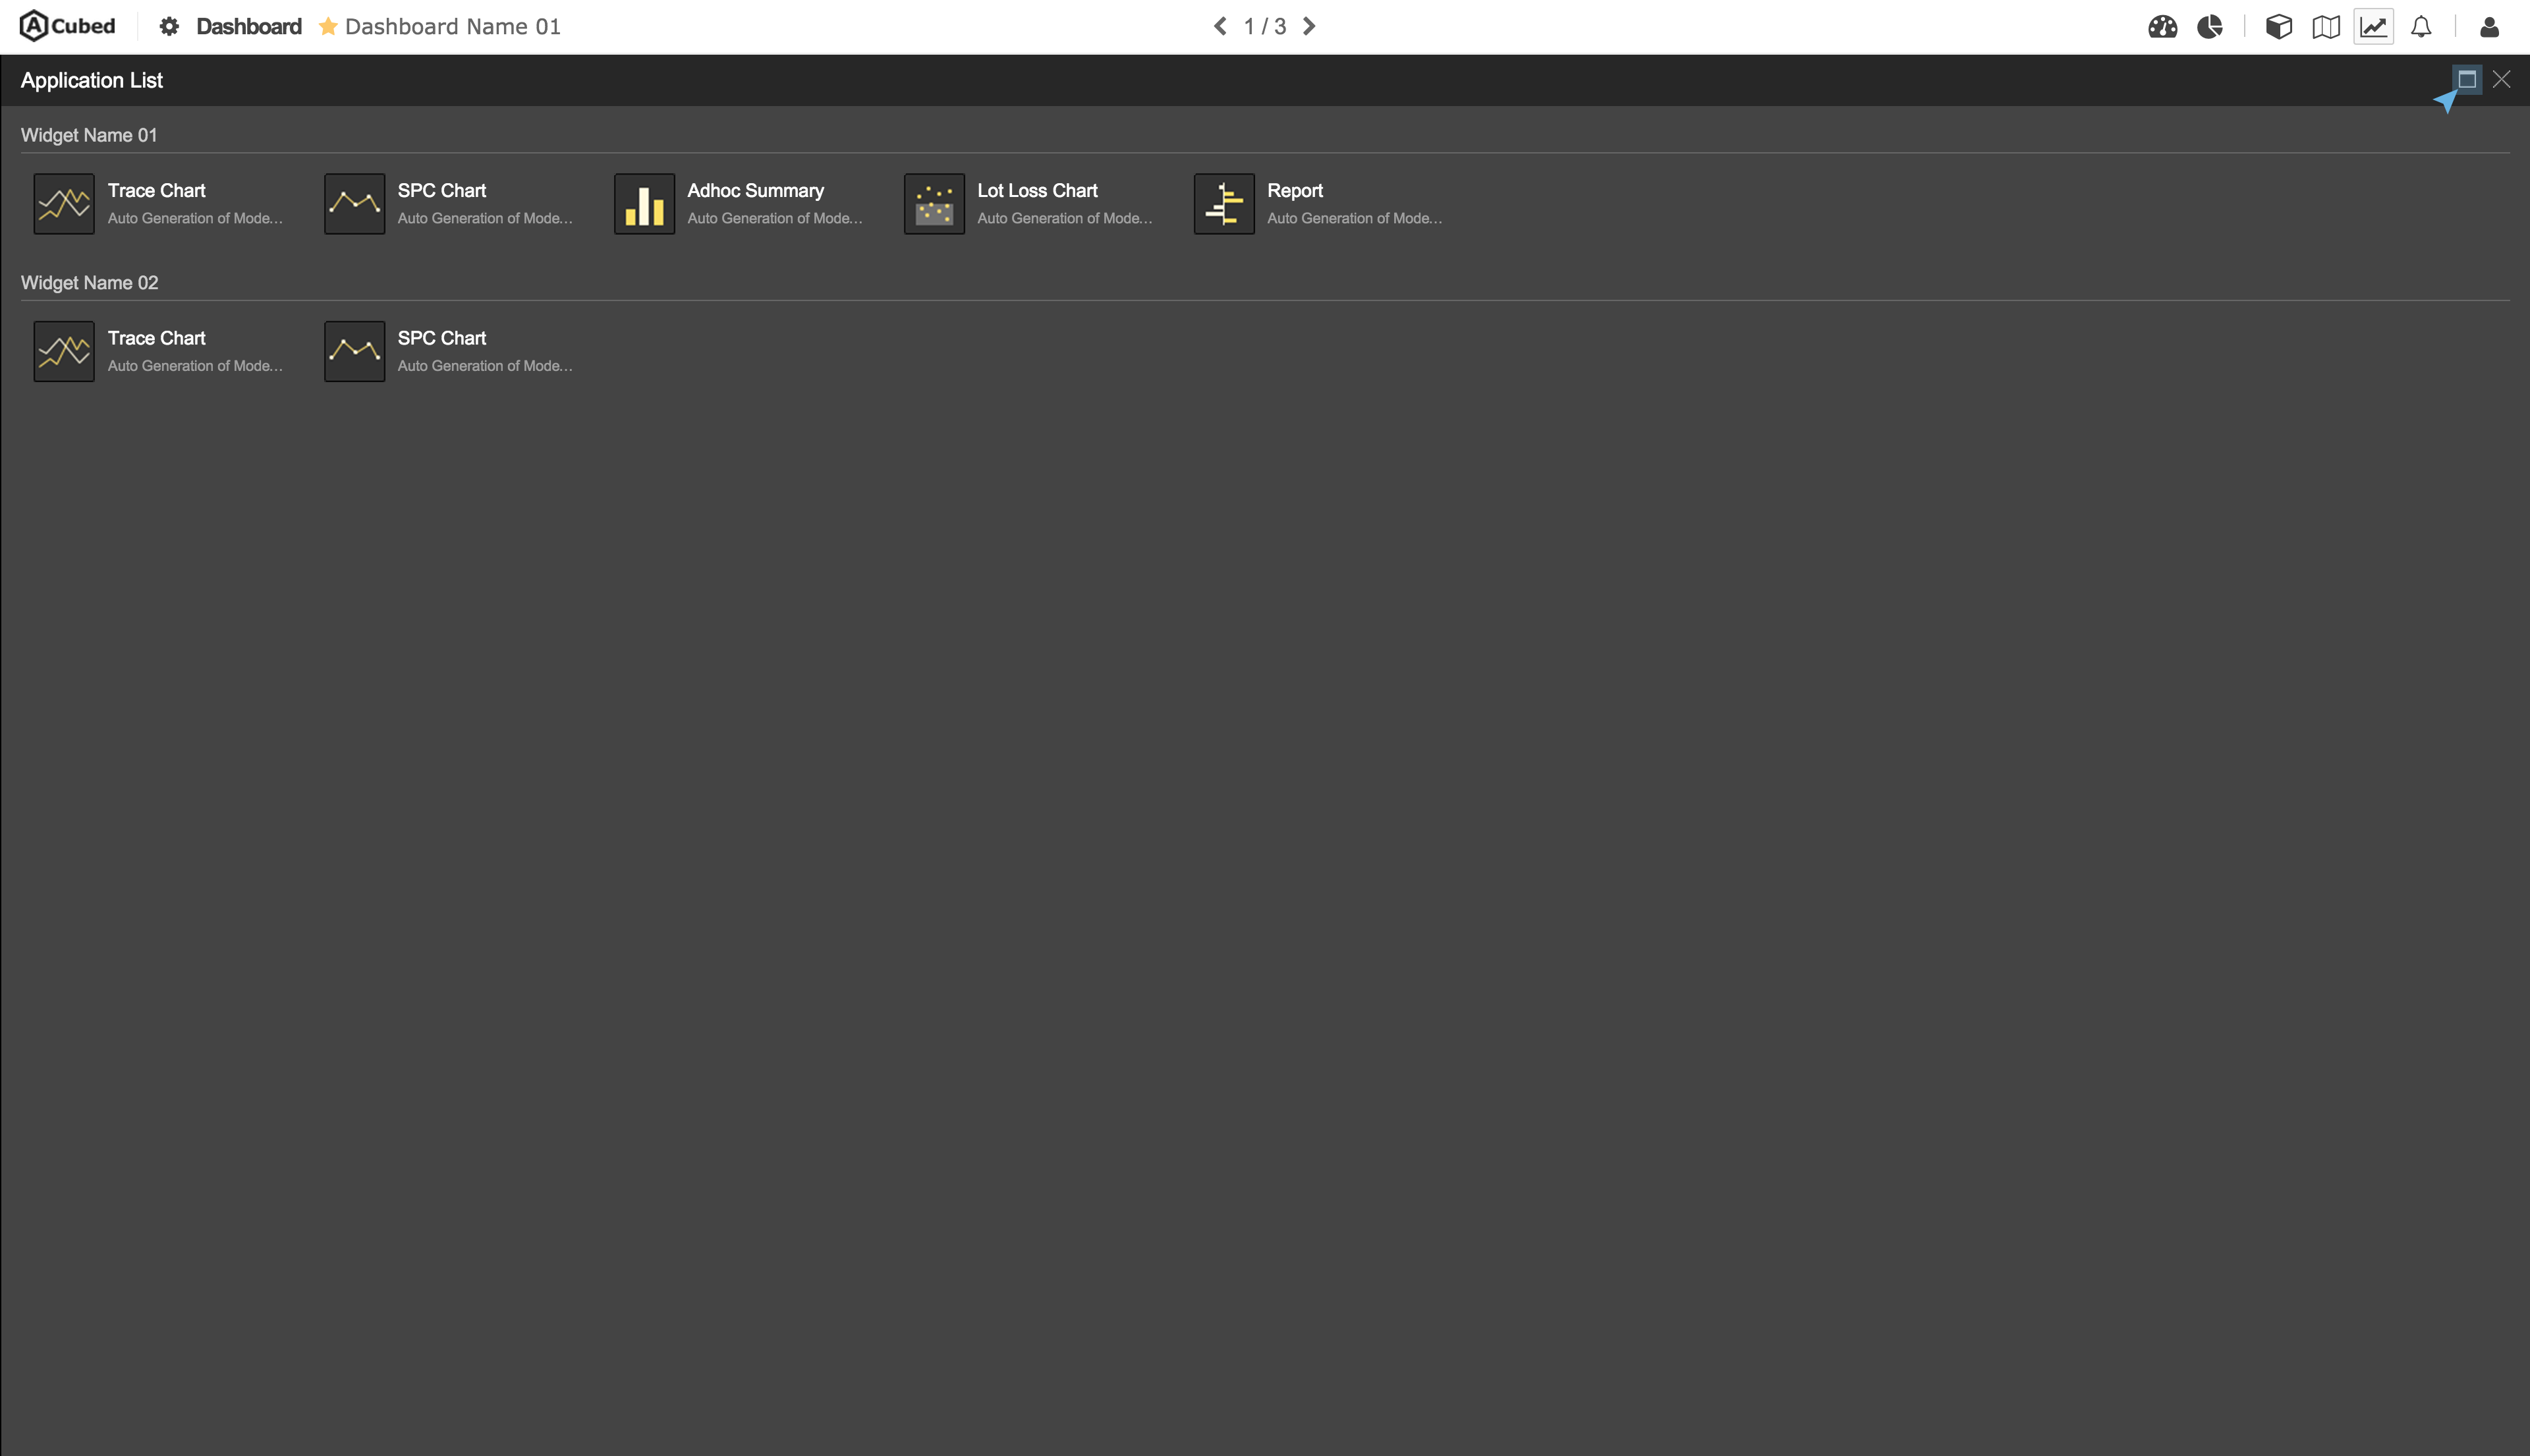 A Cubed Dashboard Dashboard Name 01 1 / 3
Application List
Widget Name 01
Trace Chart
Auto Generation of Mode...
SPC Chart
Auto Generation of Mode...
Adhoc Summary
Auto Generation of Mode...
Lot Loss Chart
Auto Generation of Mode...
Report
Auto Generation of Mode...
Widget Name 02
Trace Chart
Auto Generation of Mode...
SPC Chart
Auto Generation of Mode...